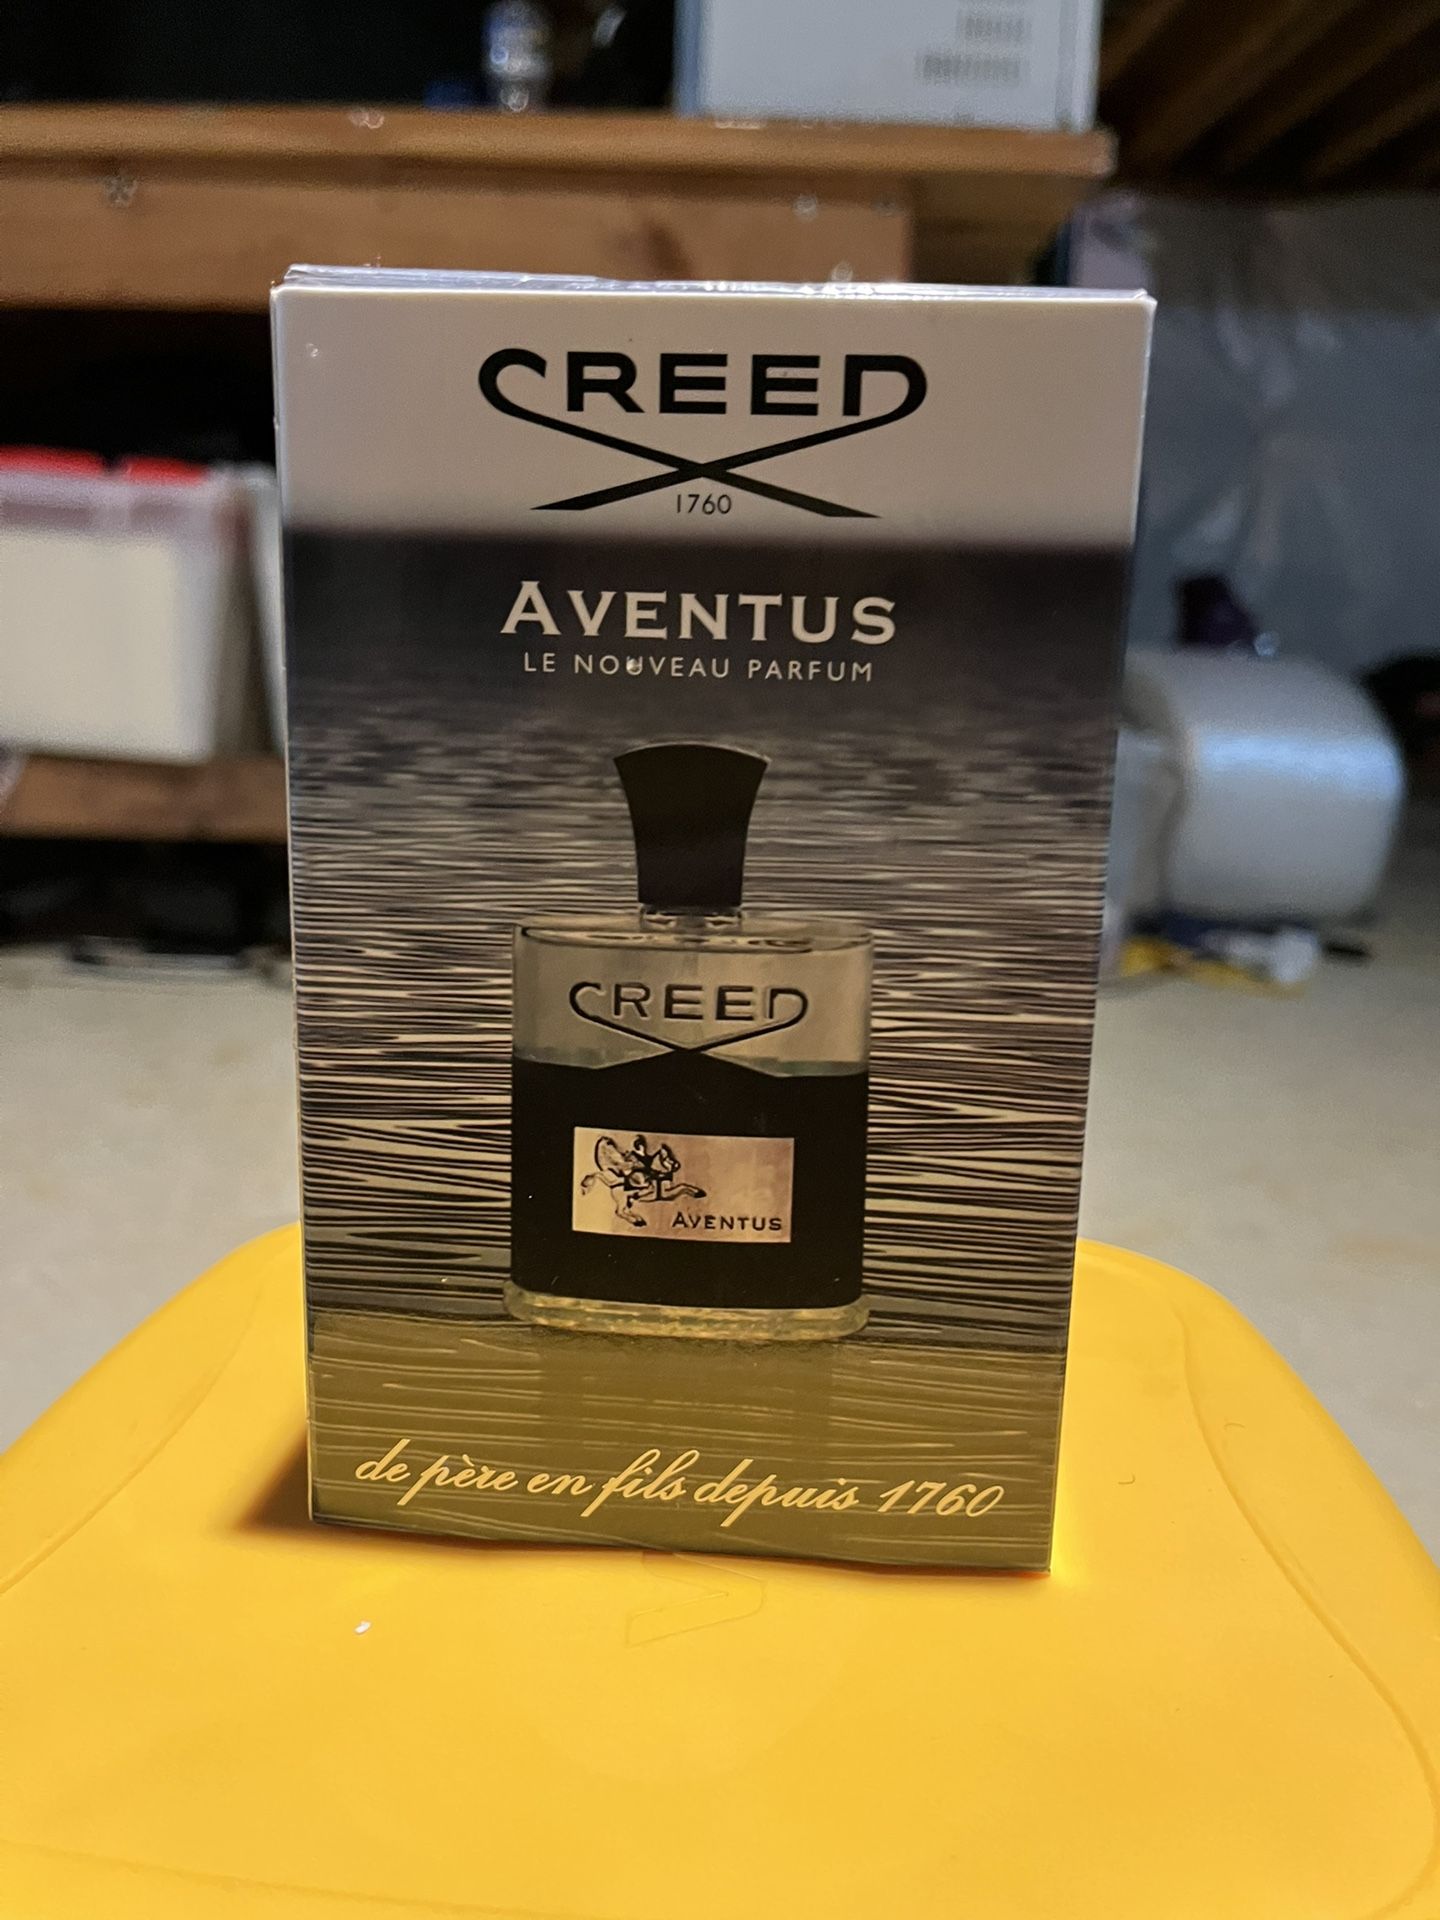 CREED
1760
AVENTUS
LE NOUVEAU PARFUM
CREED
AVENTUS
de père en fils depuis 1760